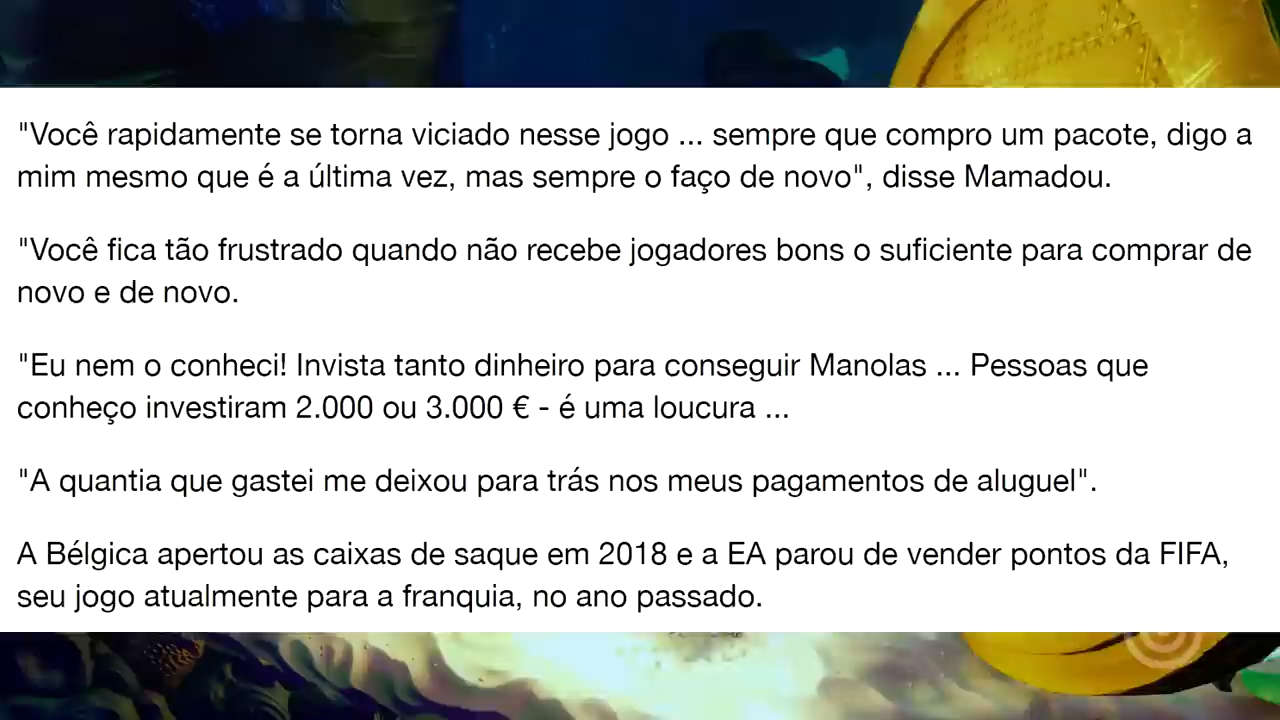 "Você rapidamente se torna viciado nesse jogo ... sempre que compro um pacote, digo a
mim mesmo que é a última vez, mas sempre o faço de novo", disse Mamadou.
"Você fica tão frustrado quando não recebe jogadores bons o suficiente para comprar de
novo e de novo.
"Eu nem o conheci! Invista tanto dinheiro para conseguir Manolas ... Pessoas que
conheço investiram 2.000 ou 3.000 € - é uma loucura ...
"A quantia que gastei me deixou para trás nos meus pagamentos de aluguel".
A Bélgica apertou as caixas de saque em 2018 e a EA parou de vender pontos da FIFA,
seu jogo atualmente para a franquia, no ano passado.